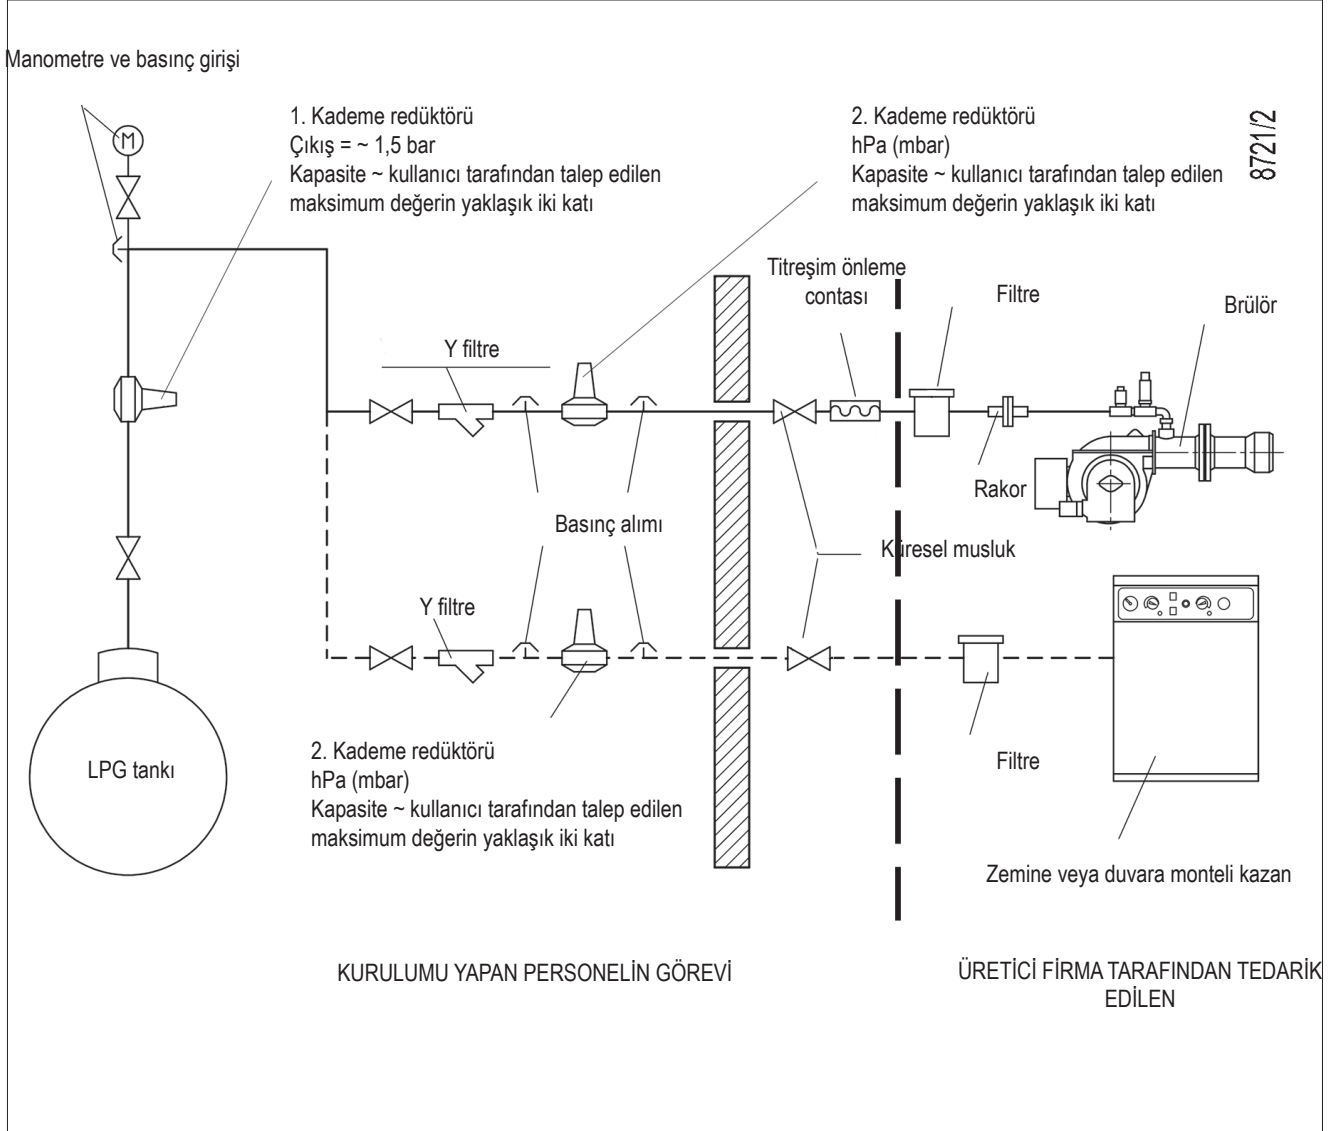 Manometre ve basınç girişi
M
1. Kademe redüktörü
Çıkış = ~ 1,5 bar
Kapasite ~ kullanıcı tarafından talep edilen
maksimum değerin yaklaşık iki katı
2. Kademe redüktörü
hPa (mbar)
Kapasite ~ kullanıcı tarafından talep edilen
maksimum değerin yaklaşık iki katı
8721/2
Titreşim önleme
contası
Filtre
Brülör
Y filtre
Rakor
Basınç alımı
Küresel musluk
Y filtre
LPG tankı
2. Kademe redüktörü
hPa (mbar)
Kapasite ~ kullanıcı tarafından talep edilen
maksimum değerin yaklaşık iki katı
Filtre
Zemine veya duvara monteli kazan
KURULUMU YAPAN PERSONELİN GÖREVİ
ÜRETİCİ FİRMA TARAFINDAN TEDARİK
EDİLEN